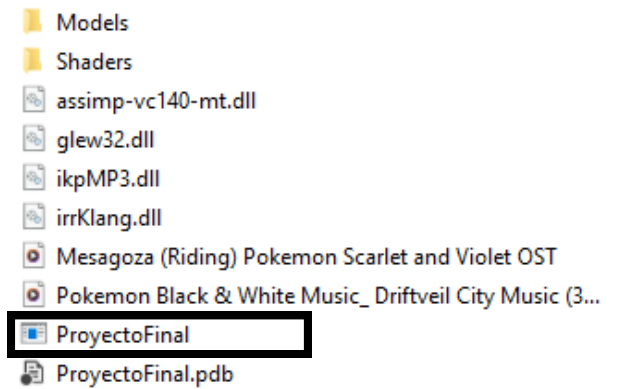 Models
Shaders
assimp-vc140-mt.dll
glew32.dll
ikpMP3.dll
irrKlang.dll
Mesagoza (Riding) Pokemon Scarlet and Violet OST
Pokemon Black & White Music_ Driftveil City Music (3...
ProyectoFinal
ProyectoFinal.pdb